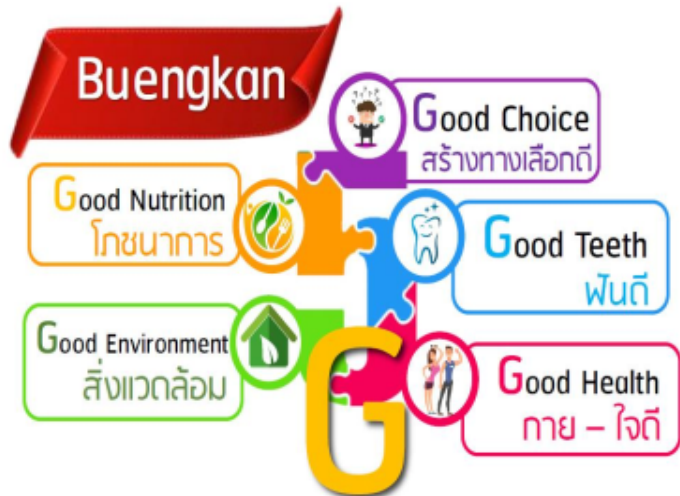 Buengkan
Good Choice
สร้างทางเลือกดี
Good Nutrition
โภชนาการ
Good Teeth
ฟันดี
Good Environment
สิ่งแวดล้อม
Good Health
กาย – ใจดี
G